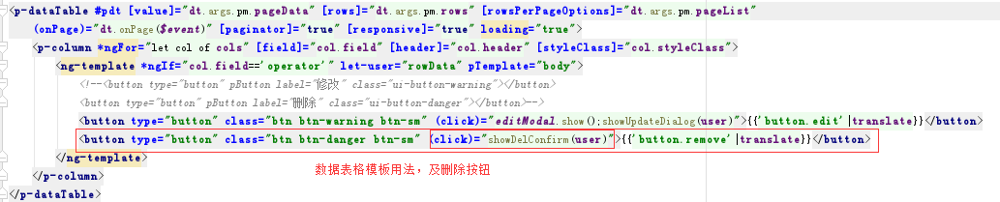 <p-dataTable #pdt [value]="dt.args.pm.pageData" [rows]="dt.args.pm.rows" [rowsPerPageOptions]="dt.args.pm.pageList"
(onPage)="dt.onPage($event)" [paginator]="true" [responsive]="true" loading="true">
<p-column *ngFor="let col of cols" [field]="col.field" [header]="col.header" [styleClass]="col.styleClass">
<ng-template *ngIf="col.field=='operator'" let-user="rowData" pTemplate="body">
<!--<button type="button" pButton label="修改" class="ui-button-warning"></button>
<button type="button" pButton label="删除" class="ui-button-danger"></button>-->
<button type="button" class="btn btn-warning btn-sm" (click)="editModal.show();showUpdateDialog(user)">{{'button.edit'|translate}}</button>
<button type="button" class="btn btn-danger btn-sm" (click)="showDelConfirm(user)">{{'button.remove'|translate}}</button>
</ng-template>
</p-column>
</p-dataTable>
数据表格模板用法，及删除按钮